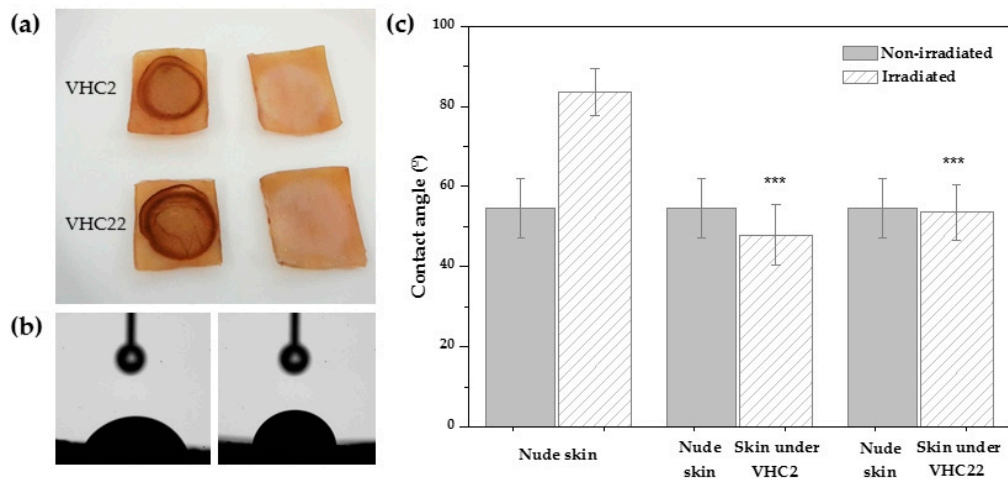 (a)
VHC2
VHC22
(b)
(c)
Contact angle (º)
100
80
60
40
20
0
Non-irradiated
Irradiated
***
***
Nude skin
Nude
skin
Skin under
VHC2
Nude
skin
Skin under
VHC22